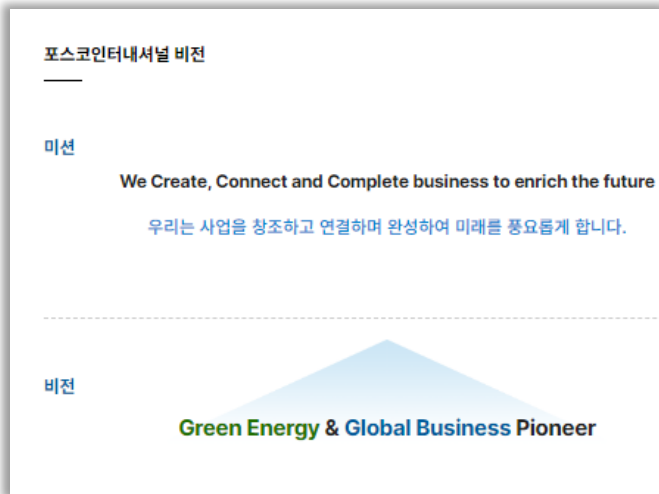 포스코인터내셔널 비전
미션
We Create, Connect and Complete business to enrich the future
우리는 사업을 창조하고 연결하며 완성하여 미래를 풍요롭게 합니다.
비전
Green Energy & Global Business Pioneer